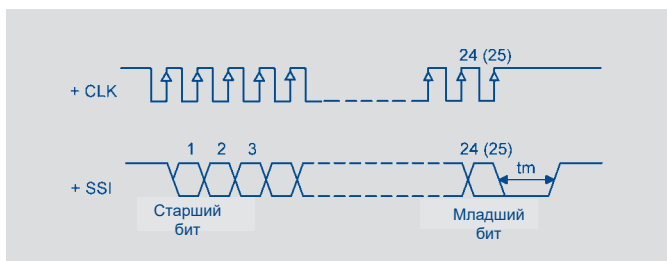 24 (25)
+ CLK
1 2 3 24 (25)
tm
+ SSI
Старший
бит
Младший
бит